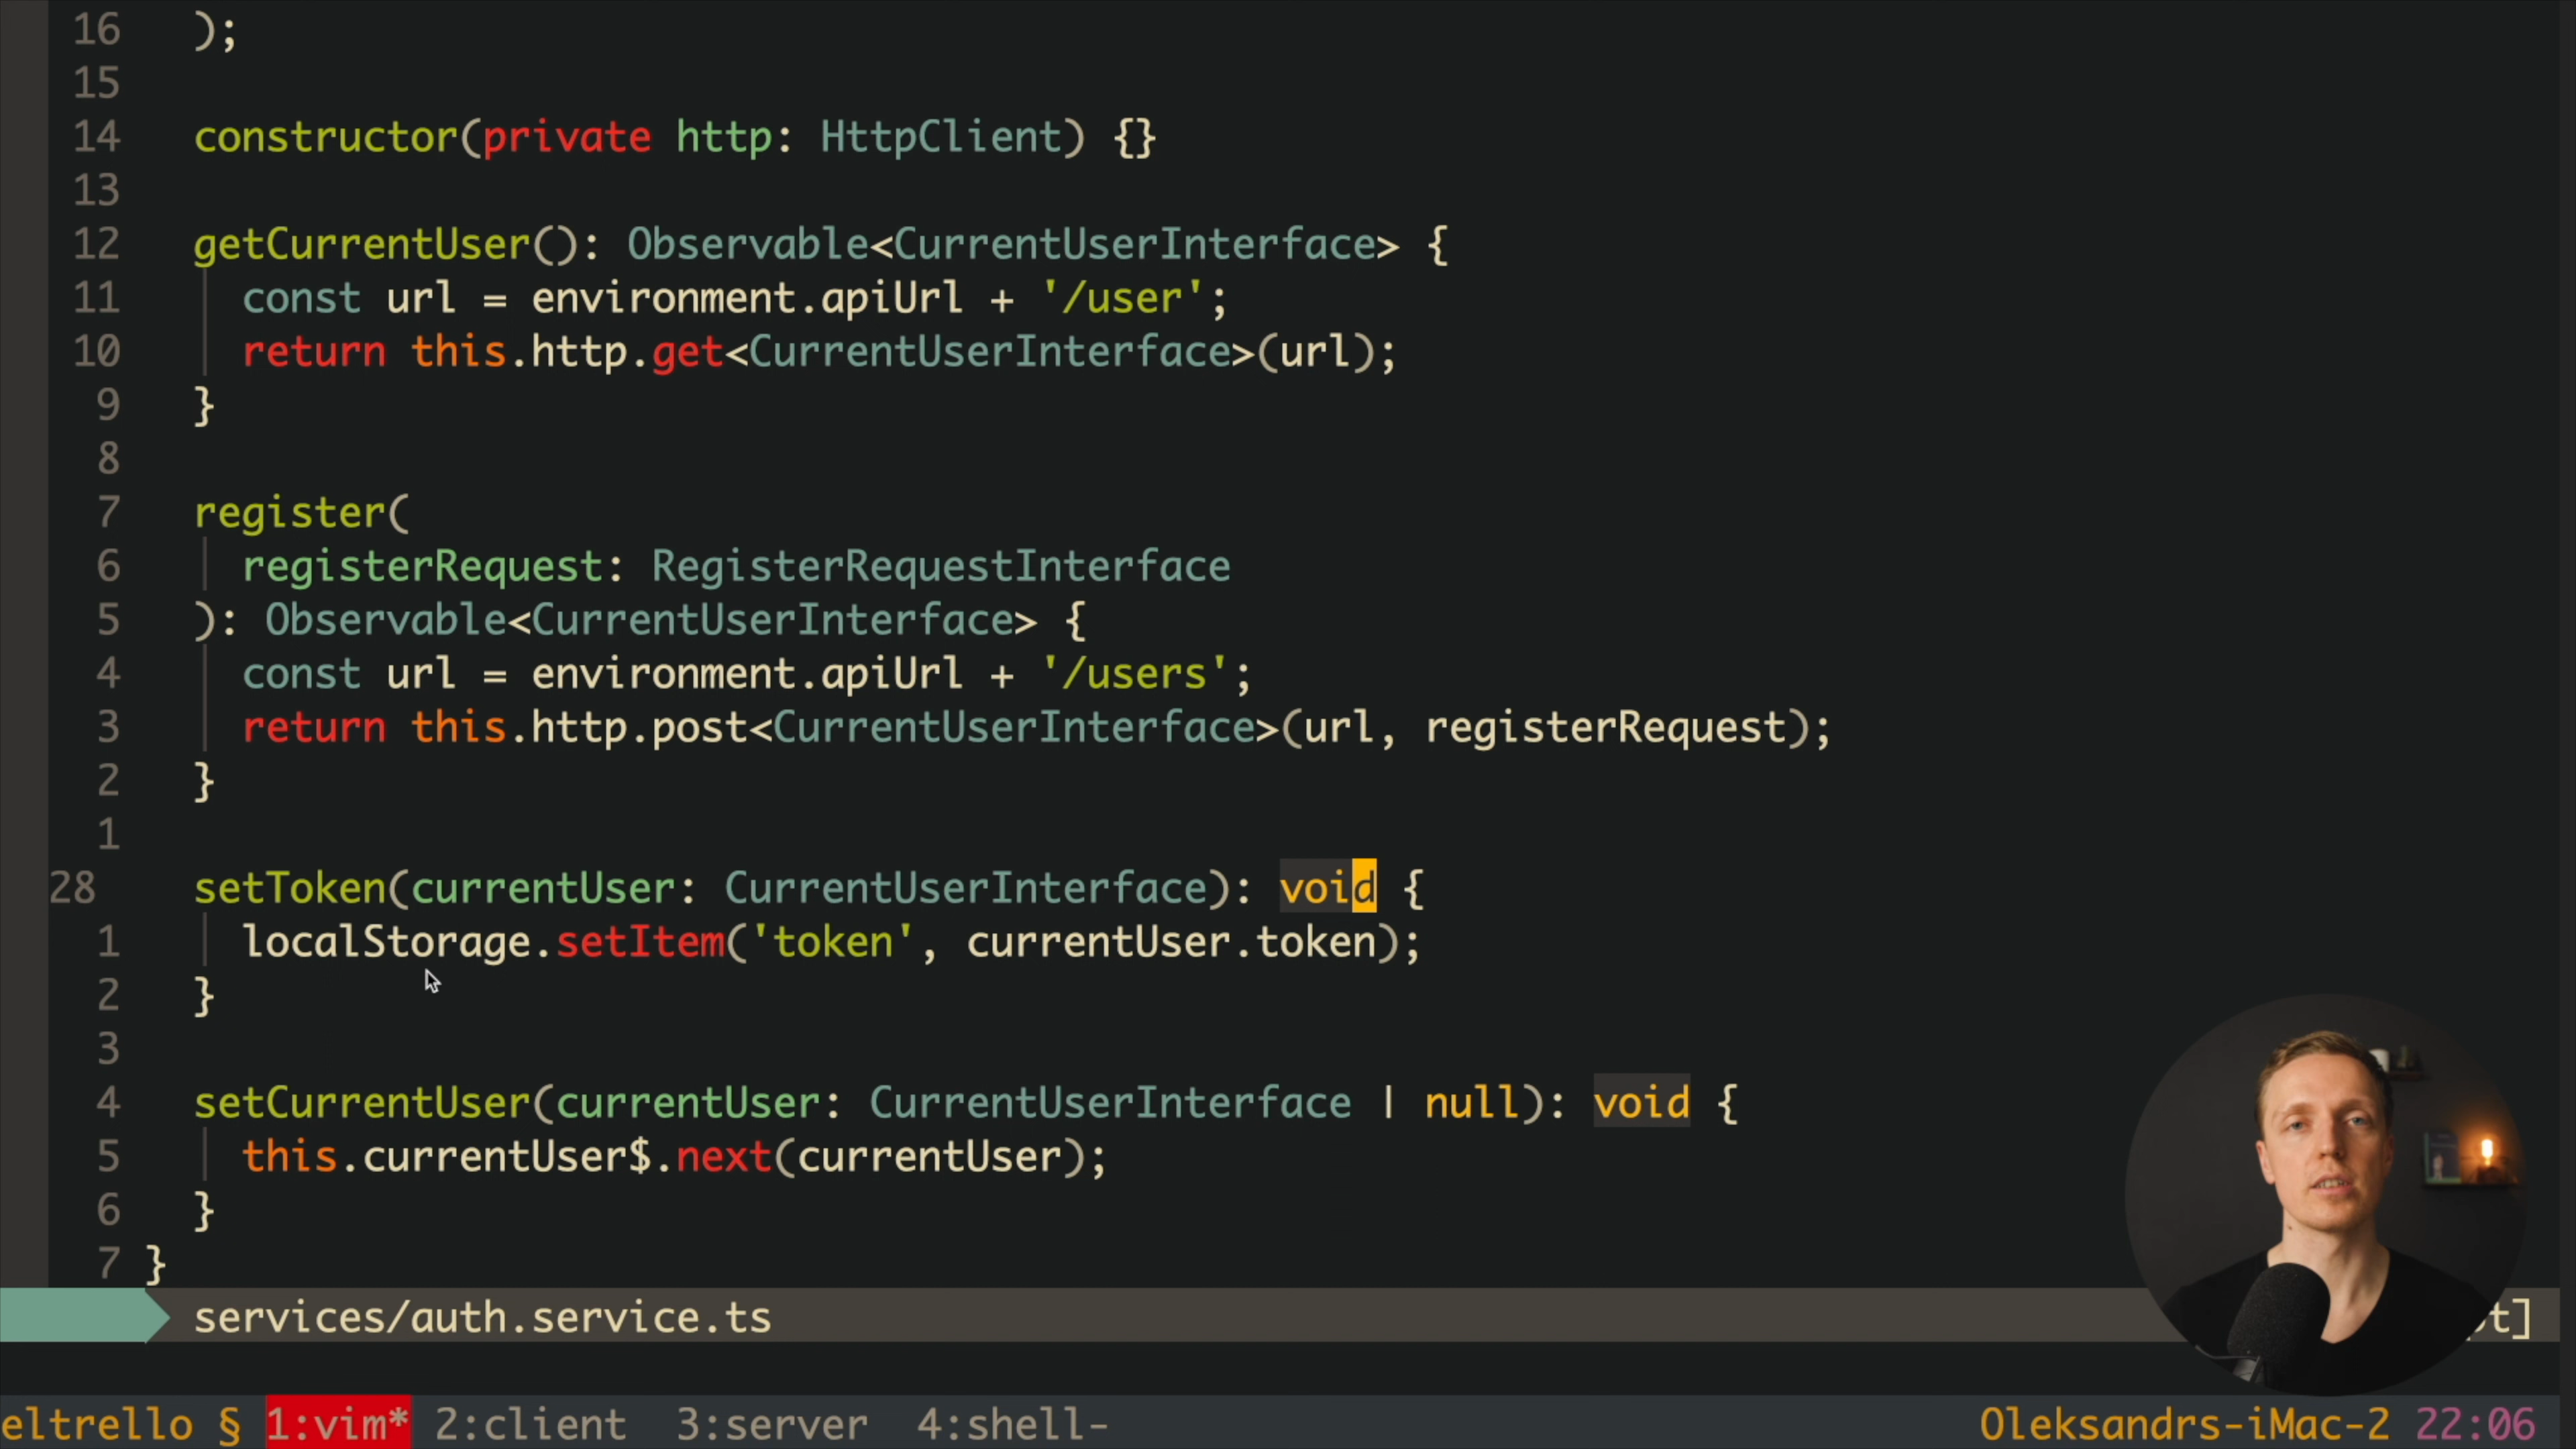 16 );
15
14 constructor(private http: HttpClient) {}
13
12 getCurrentUser(): Observable<CurrentUserInterface> {
11 const url = environment.apiUrl + '/user';
10 return this.http.get<CurrentUserInterface>(url);
9 }
8
7 register(
6 registerRequest: RegisterRequestInterface
5 ): Observable<CurrentUserInterface> {
4 const url = environment.apiUrl + '/users';
3 return this.http.post<CurrentUserInterface>(url, registerRequest);
2 }
1
28 setToken(currentUser: CurrentUserInterface): void {
1 localStorage.setItem('token', currentUser.token);
2 }
3
4 setCurrentUser(currentUser: CurrentUserInterface | null): void {
5 this.currentUser$.next(currentUser);
6 }
7 }
services/auth.service.ts
eltrello § 1:vim* 2:client 3:server 4:shell- Oleksandrs-iMac-2 22:06